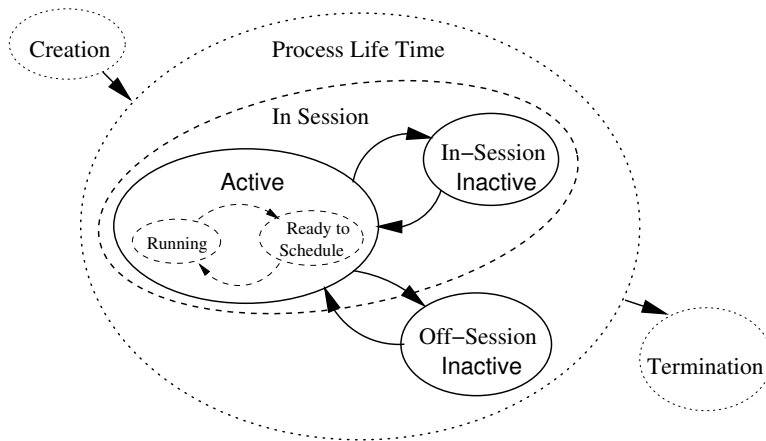 Creation
Process Life Time
In Session
In–Session
Inactive
Active
Running
Ready to
Schedule
Off–Session
Inactive
Termination